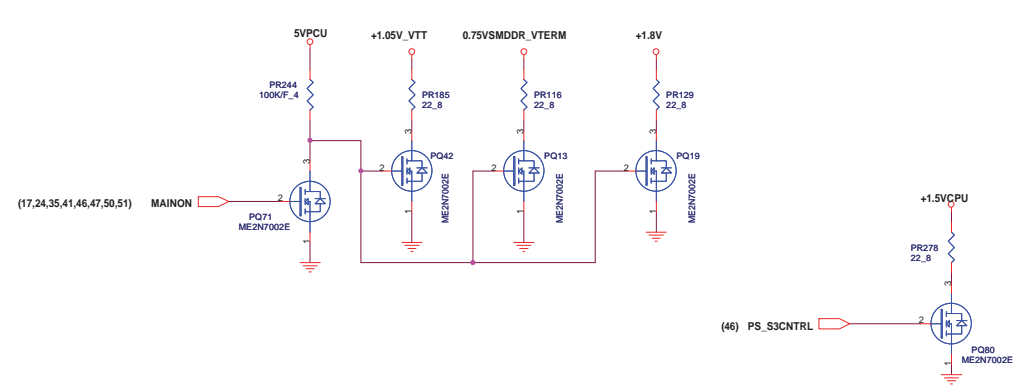 5VPCU
+1.05V_VTT
0.75VSMDDR_VTERM
+1.8V
PR244
100K/F_4
PR185
22_8
PR116
22_8
PR129
22_8
3
3
3
3
2
PQ42
2
PQ13
2
PQ19
ME2N7002E
ME2N7002E
ME2N7002E
1
1
1
(17,24,35,41,46,47,50,51) MAINON
2
PQ71
ME2N7002E
1
+1.5VCPU
PR278
22_8
3
(46) PS_S3CNTRL
2
PQ80
ME2N7002E
1